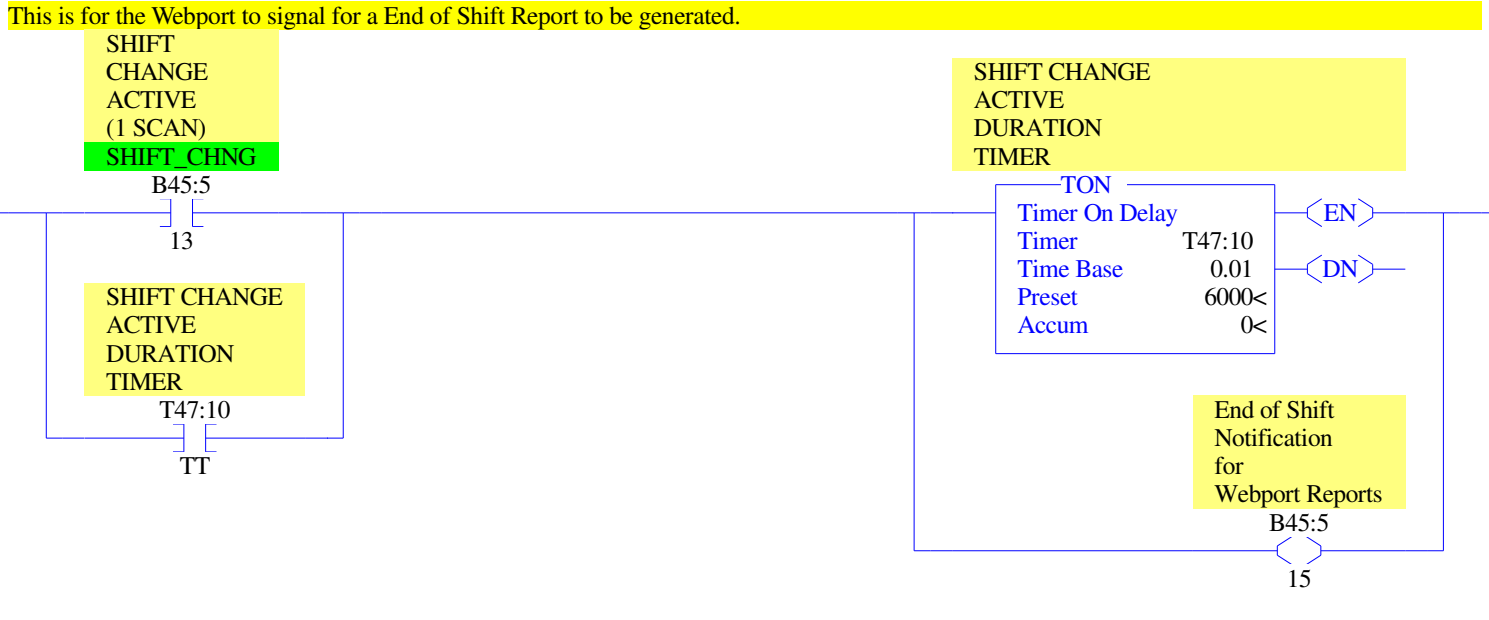 This is for the Webport to signal for a End of Shift Report to be generated.
SHIFT
CHANGE
ACTIVE
(1 SCAN)
SHIFT_CHNG
B45:5
13
SHIFT CHANGE
ACTIVE
DURATION
TIMER
T47:10
TT
SHIFT CHANGE
ACTIVE
DURATION
TIMER
TON
Timer On Delay
Timer T47:10
Time Base 0.01
Preset 6000<
Accum 0<
EN
DN
End of Shift
Notification
for
Webport Reports
B45:5
15